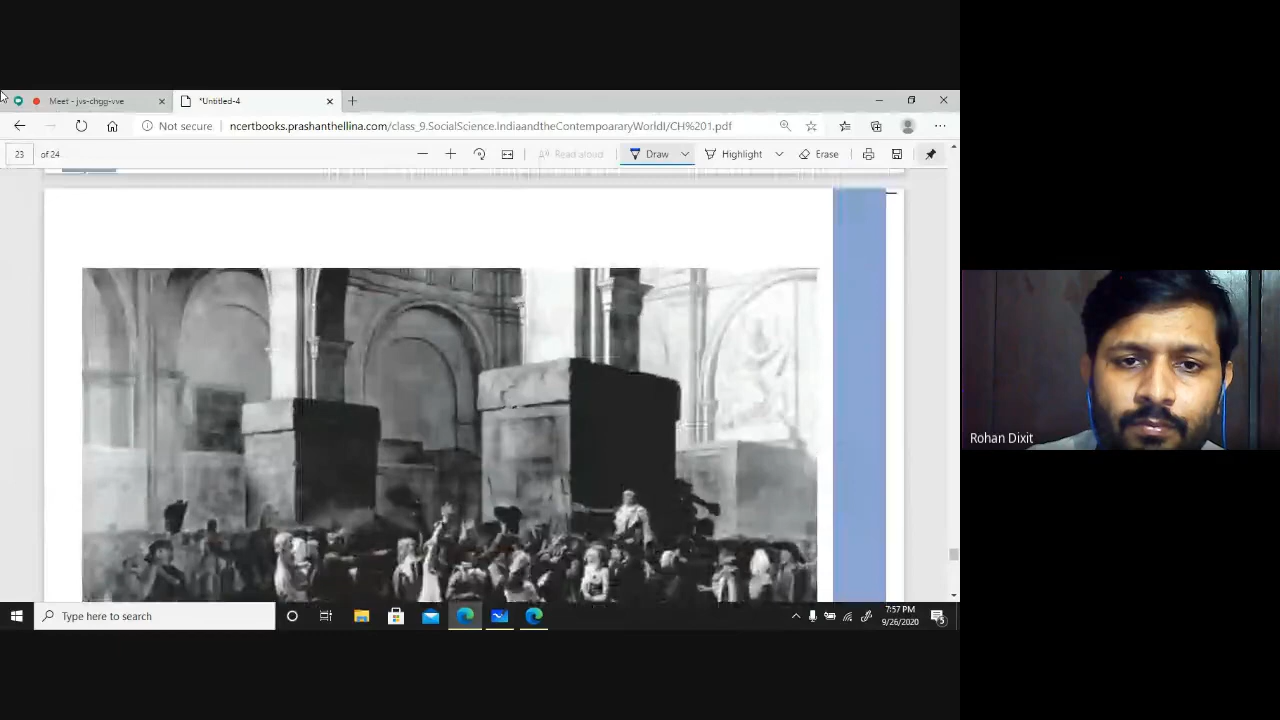 Meet - jvs-chgg-vve
*Untitled-4
Not secure
ncertbooks.prashanthellina.com/class_9.SocialScience.IndiaandtheContempoararyWorldI/CH%201.pdf
23 of 24
Read aloud
Draw
Highlight
Erase
Rohan Dixit
Type here to search
7:57 PM
9/26/2020
5